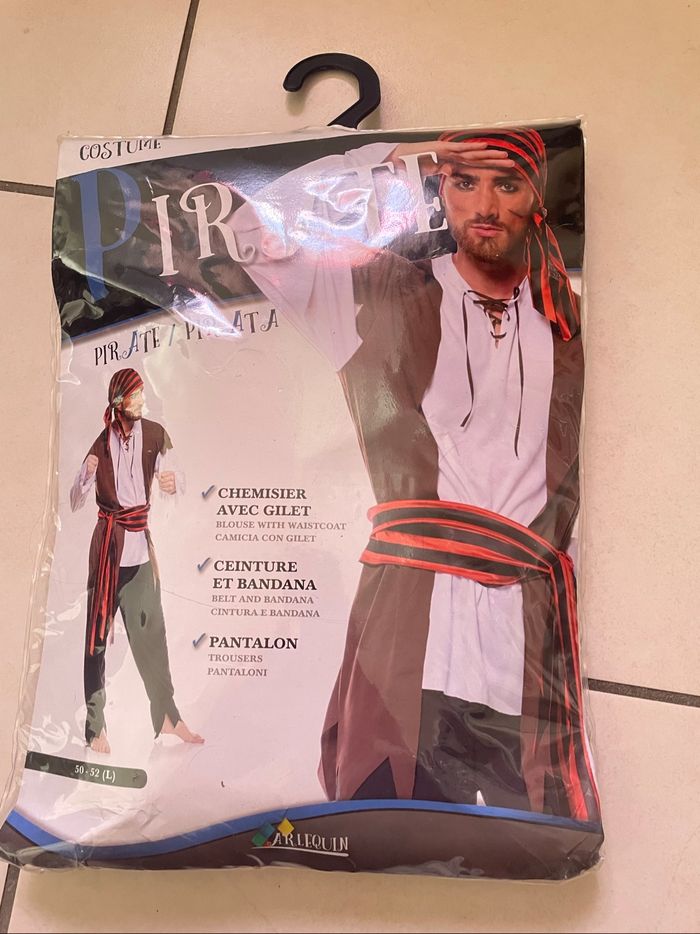 COSTUME
PIRATE
PIRATE / PIRATA
CHEMISIER
AVEC GILET
BLOUSE WITH WAISTCOAT
CAMICIA CON GILET
CEINTURE
ET BANDANA
BELT AND BANDANA
CINTURA E BANDANA
PANTALON
TROUSERS
PANTALONI
50 - 52 (L)
ARLEQUIN